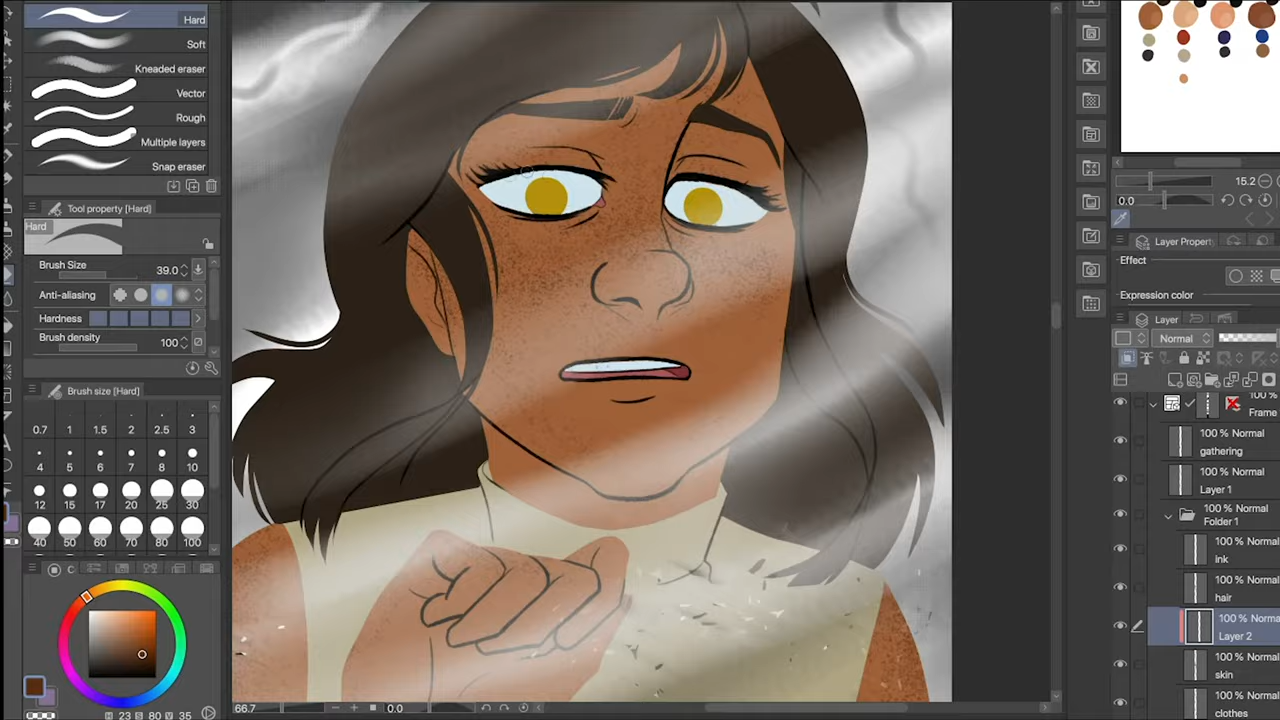 Hard
Soft
Kneaded eraser
Vector
Rough
Multiple layers
Snap eraser
Tool property [Hard]
Hard
Brush Size 39.0
Anti-aliasing
Hardness
Brush density 100
Brush size [Hard]
0.7 1 1.5 2 2.5 3
4 5 6 7 8 10
12 15 17 20 25 30
40 50 60 70 80 100
C
H 23 S 80 V 35
66.7 0.0
15.2
0.0
Layer Propert
Effect
Expression color
Layer
Normal
100 %
Frame
100 % Normal
gathering
100 % Normal
Layer 1
100 % Normal
Folder 1
100 % Normal
ink
100 % Normal
hair
100 % Normal
Layer 2
100 % Normal
skin
100 % Normal
clothes